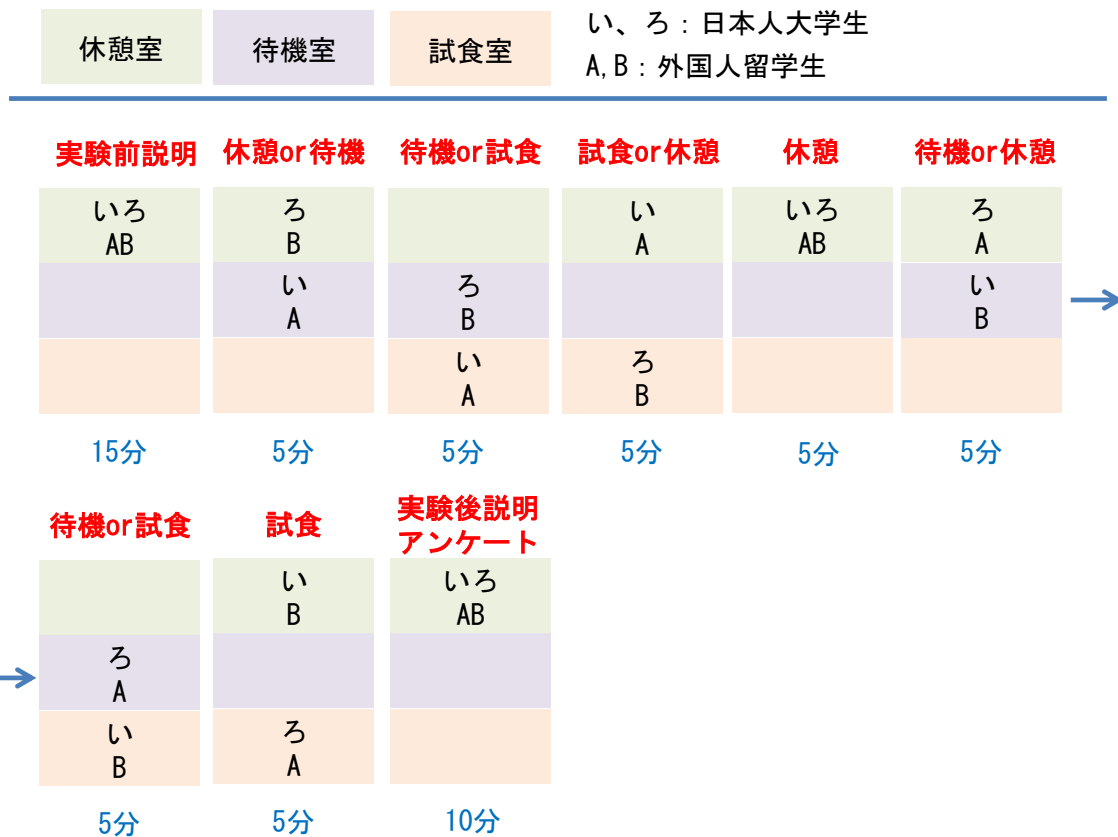 休憩室 待機室 試食室
い、ろ：日本人大学生
A,B：外国人留学生
実験前説明 休憩or待機 待機or試食 試食or休憩 休憩 待機or休憩
いろ ろ い いろ ろ
AB B A AB A
い ろ い
A B B
い ろ
A B
15分 5分 5分 5分 5分 5分
待機or試食 試食 実験後説明
アンケート
い いろ
B AB
ろ
A
い ろ
B A
5分 5分 10分